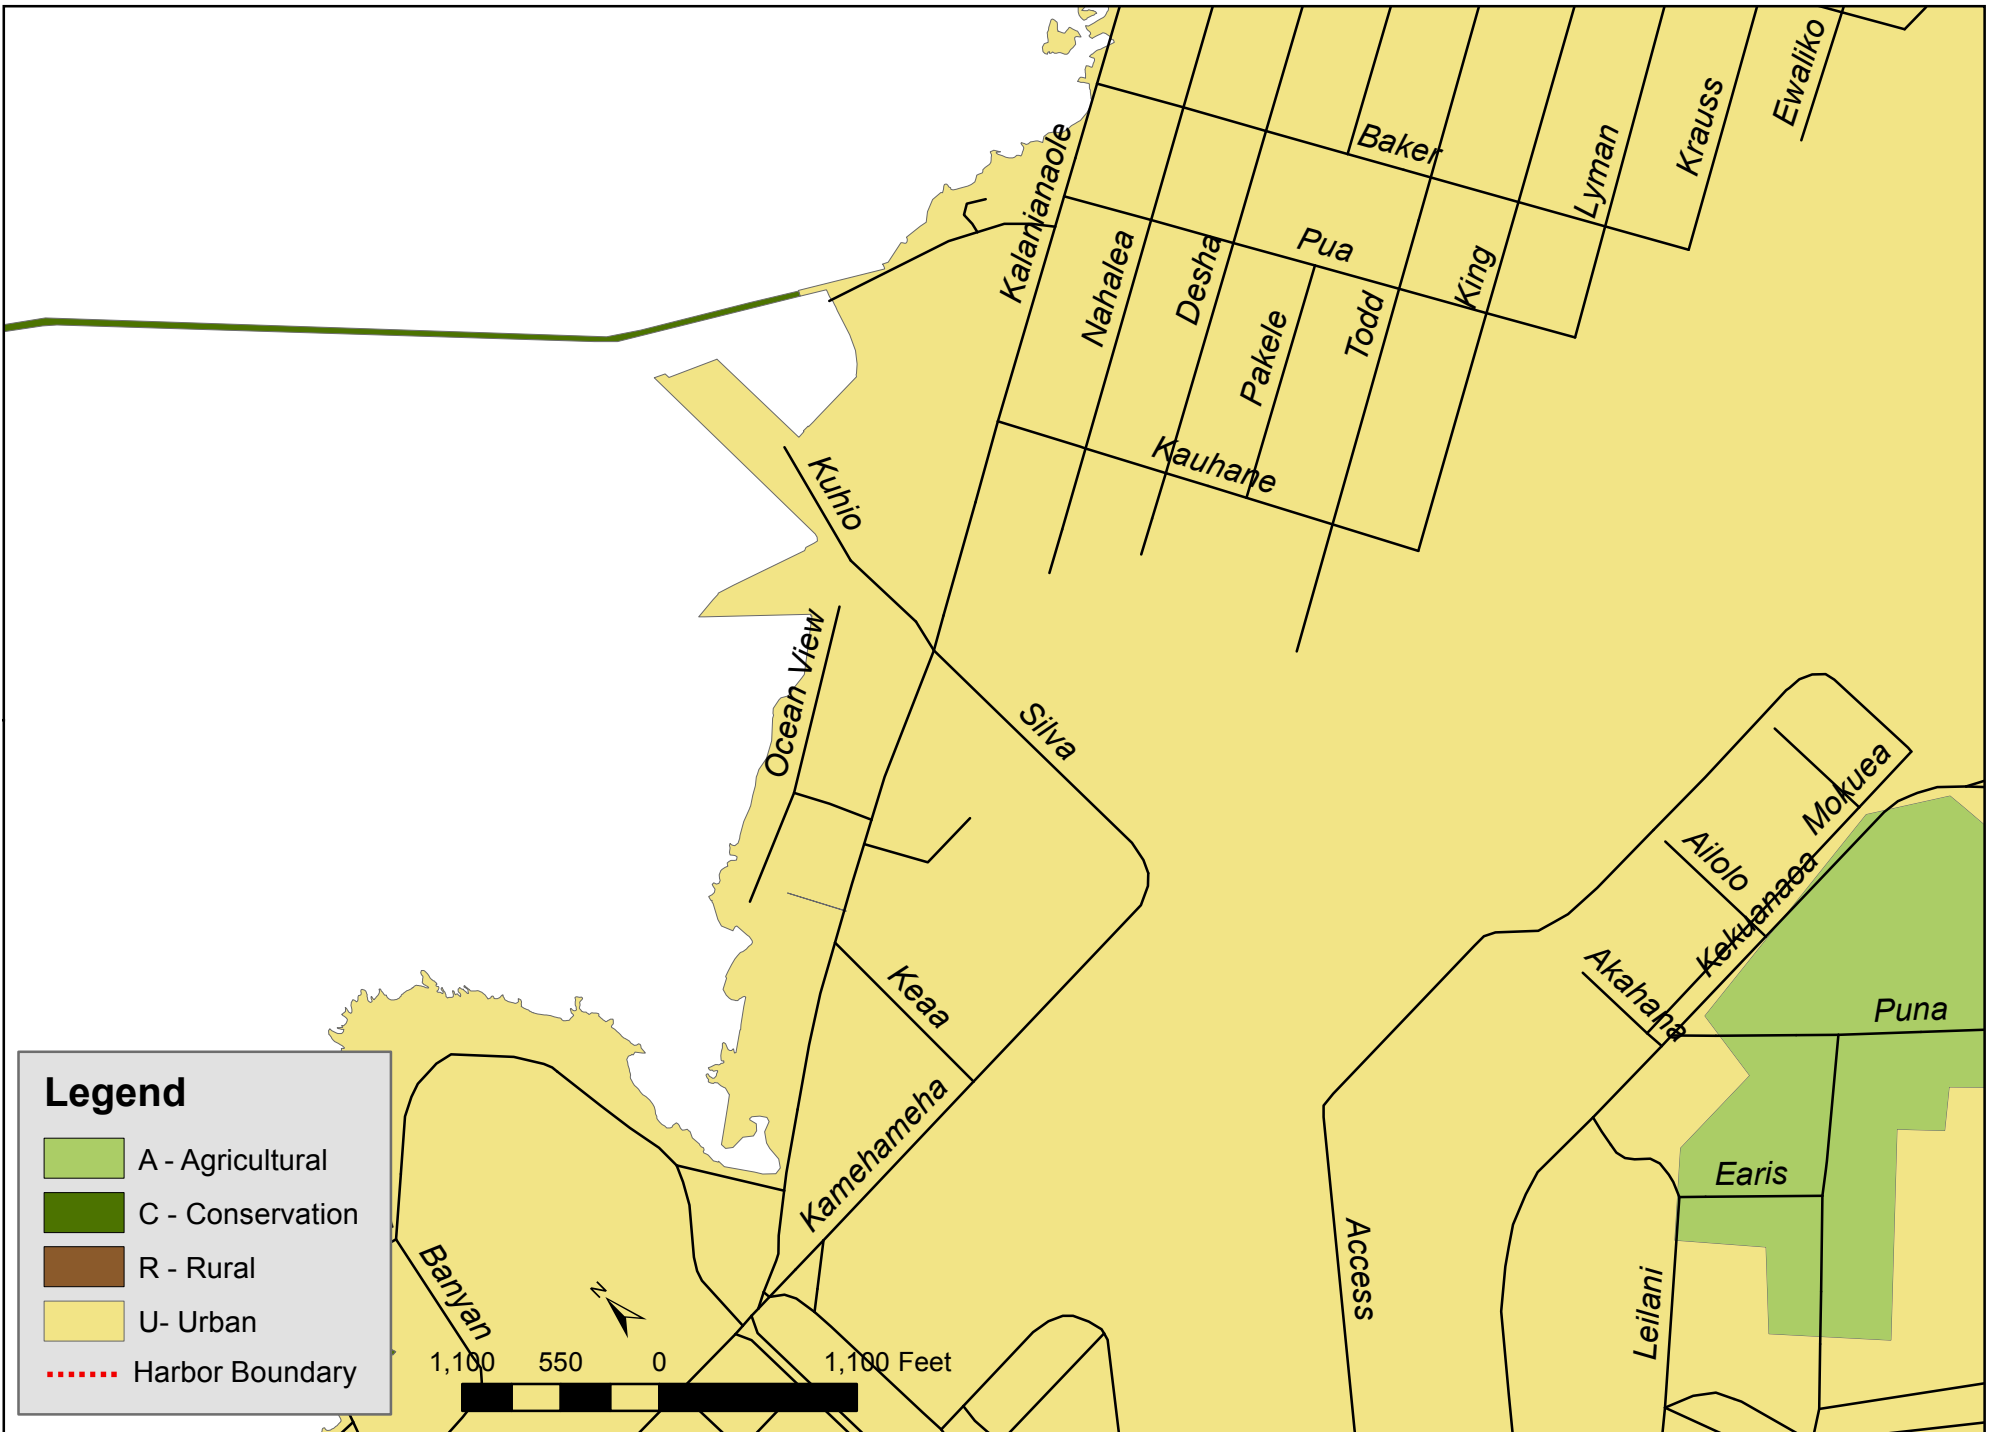 Ewaliko
Krauss
Lyman
Baker
Kalanianaole
Nahalea
Desha
Pua
King
Pakele
Todd
Kauhane
Kuhio
Ocean View
Silva
Mokuea
Ailolo
Kekuanaoa
Akahana
Puna
Keaa
Kamehameha
Earis
Access
Leilani
Banyan
Legend
A - Agricultural
C - Conservation
R - Rural
U- Urban
Harbor Boundary
N
1,100 550 0 1,100 Feet